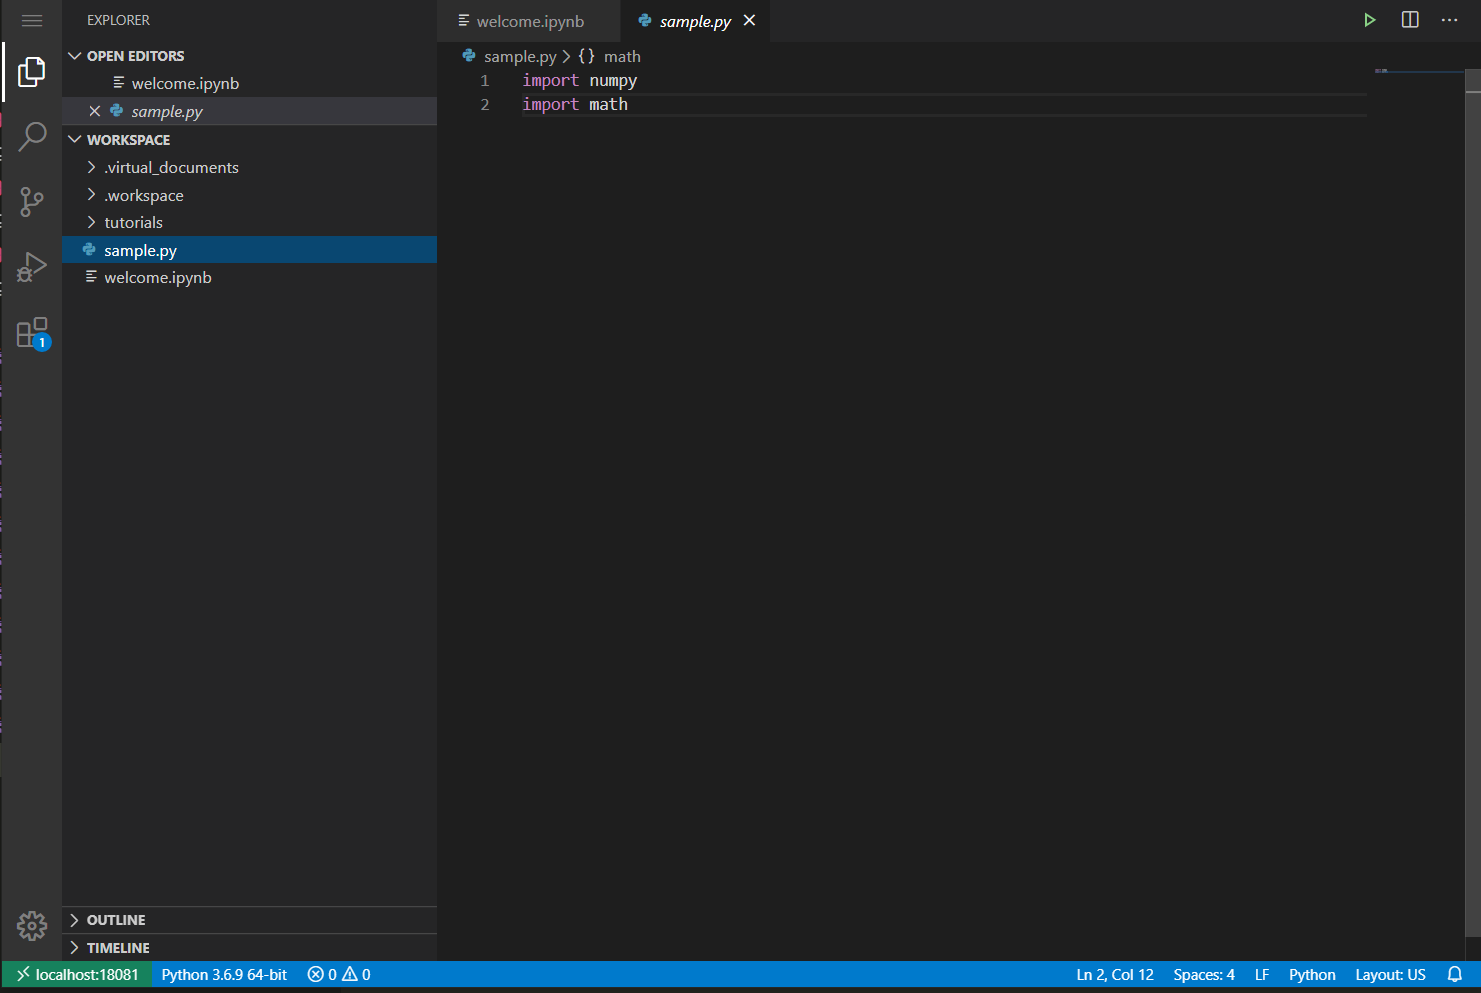 EXPLORER
OPEN EDITORS
welcome.ipynb
sample.py
WORKSPACE
.virtual_documents
.workspace
tutorials
sample.py
welcome.ipynb
1
OUTLINE
TIMELINE
welcome.ipynb
sample.py
sample.py > {} math
1 import numpy
2 import math
localhost:18081 Python 3.6.9 64-bit 0 0 Ln 2, Col 12 Spaces: 4 LF Python Layout: US